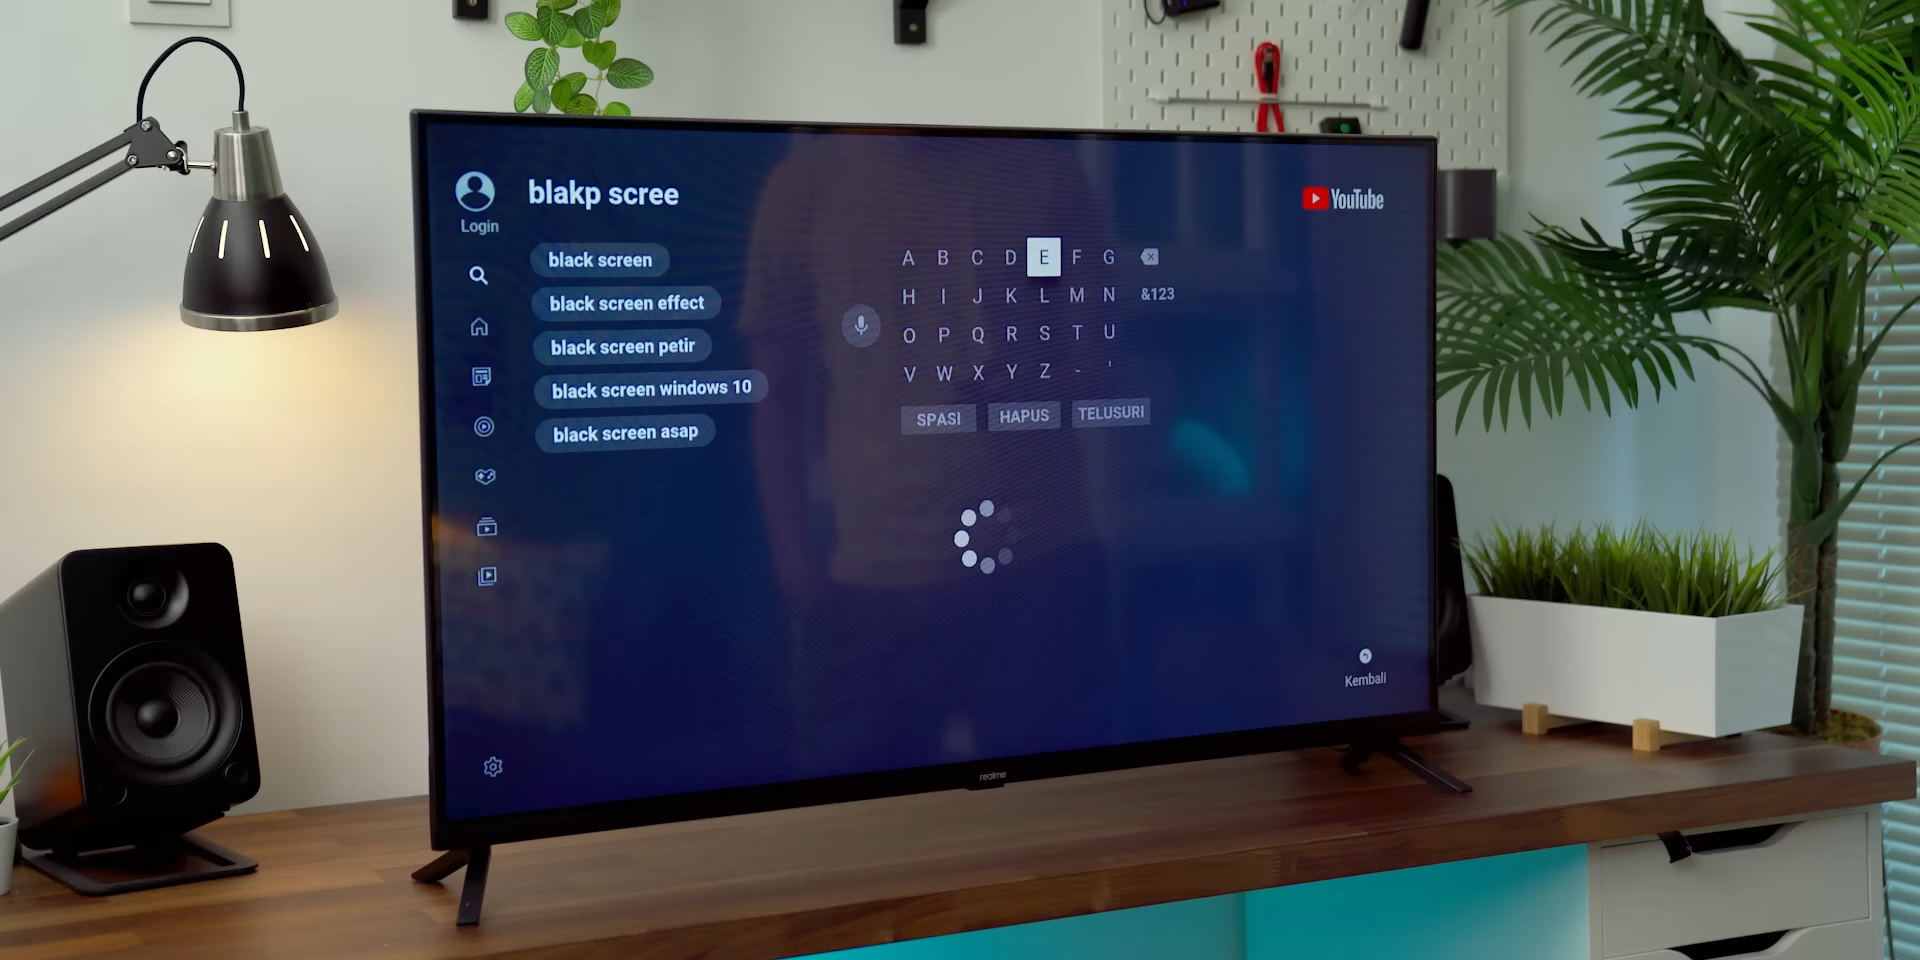 blakp scree
YouTube
Login
black screen
black screen effect
black screen petir
black screen windows 10
black screen asap
A B C D E F G
H I J K L M N &123
O P Q R S T U
V W X Y Z - '
SPASI HAPUS TELUSURI
Kembali
realme